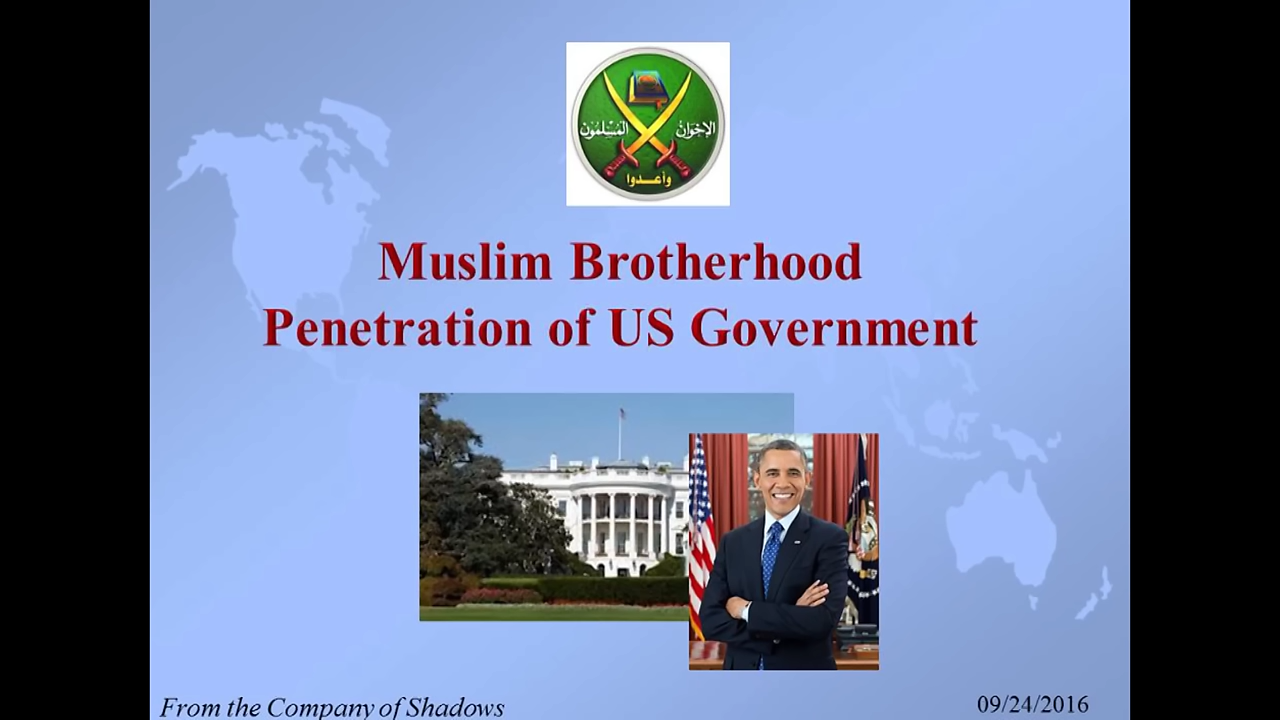 الإخوان المسلمون
وأعدوا
Muslim Brotherhood
Penetration of US Government
From the Company of Shadows
09/24/2016